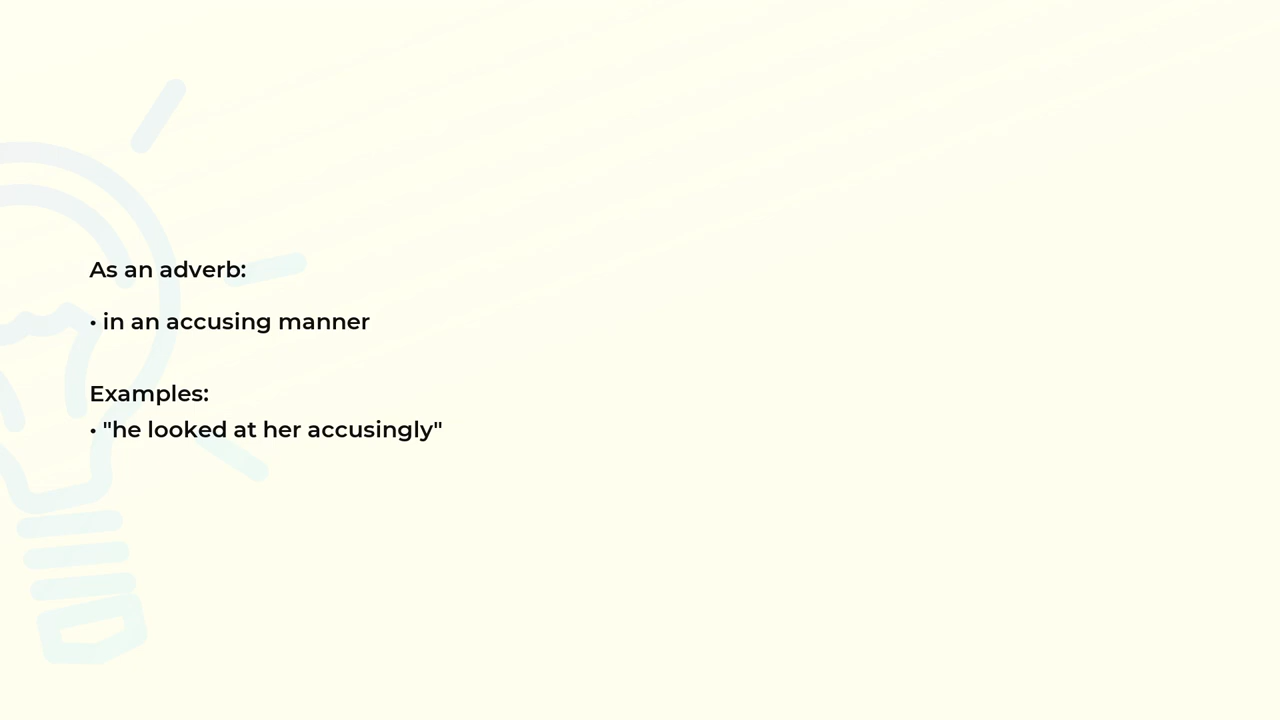 As an adverb:
• in an accusing manner
Examples:
• "he looked at her accusingly"